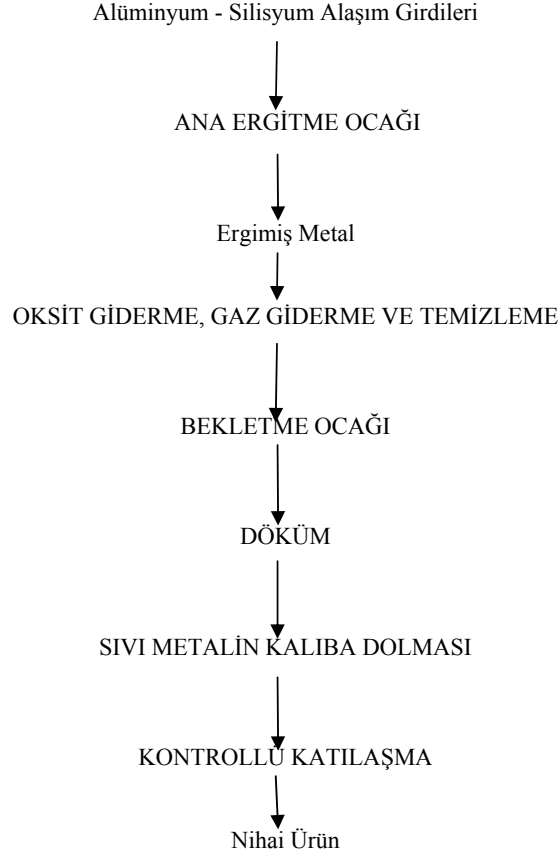 Alüminyum - Silisyum Alaşım Girdileri
ANA ERGİTME OCAĞI
Ergimiş Metal
OKSİT GİDERME, GAZ GİDERME VE TEMİZLEME
BEKLETME OCAĞI
DÖKÜM
SIVI METALİN KALIBA DOLMASI
KONTROLLÜ KATILAŞMA
Nihai Ürün